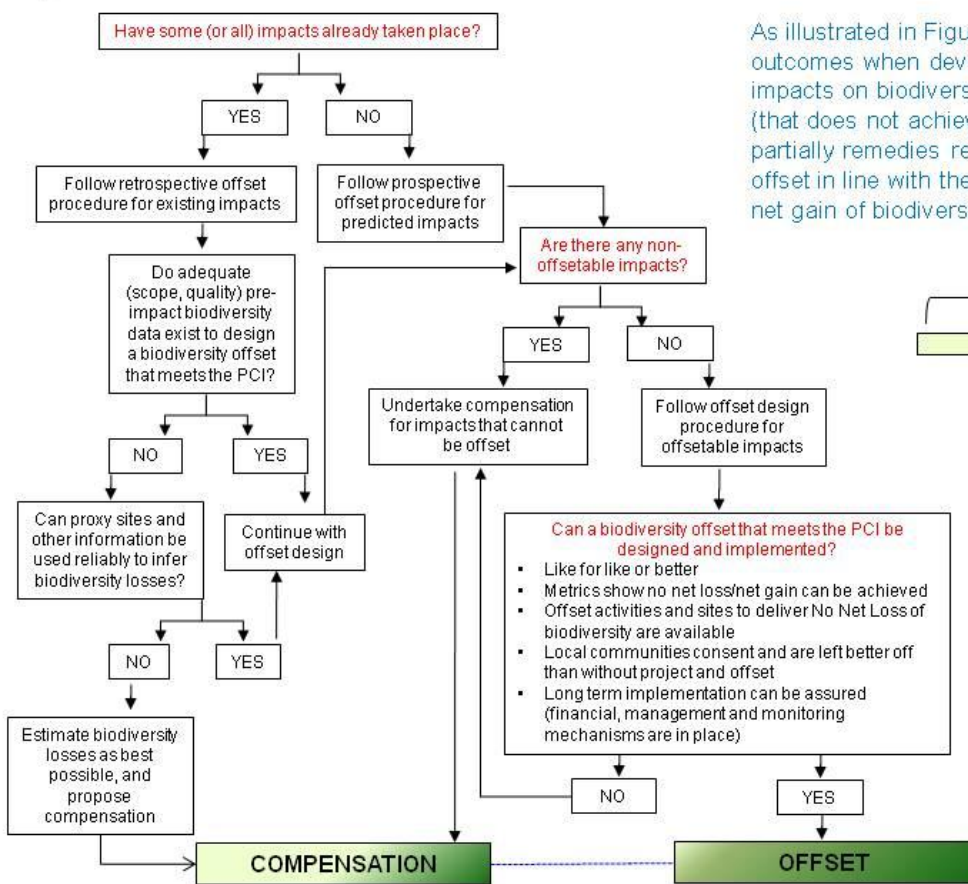 Have some (or all) impacts already taken place?
YES
NO
Follow retrospective offset
procedure for existing impacts
Follow prospective
offset procedure for
predicted impacts
Do adequate
(scope, quality) pre-
impact biodiversity
data exist to design
a biodiversity offset
that meets the PCI?
NO
YES
Can proxy sites and
other information be
used reliably to infer
biodiversity losses?
Continue with
offset design
NO
YES
Estimate biodiversity
losses as best
possible, and
propose
compensation
Are there any non-
offsetable impacts?
YES
NO
Undertake compensation
for impacts that cannot
be offset
Follow offset design
procedure for
offsetable impacts
Can a biodiversity offset that meets the PCI be
designed and implemented?
▪ Like for like or better
▪ Metrics show no net loss/net gain can be achieved
▪ Offset activities and sites to deliver No Net Loss of
biodiversity are available
▪ Local communities consent and are left better off
than without project and offset
▪ Long term implementation can be assured
(financial, management and monitoring
mechanisms are in place)
NO
YES
COMPENSATION
OFFSET
As illustrated in Figu
outcomes when dev
impacts on biodivers
(that does not achiev
partially remedies re
offset in line with the
net gain of biodivers